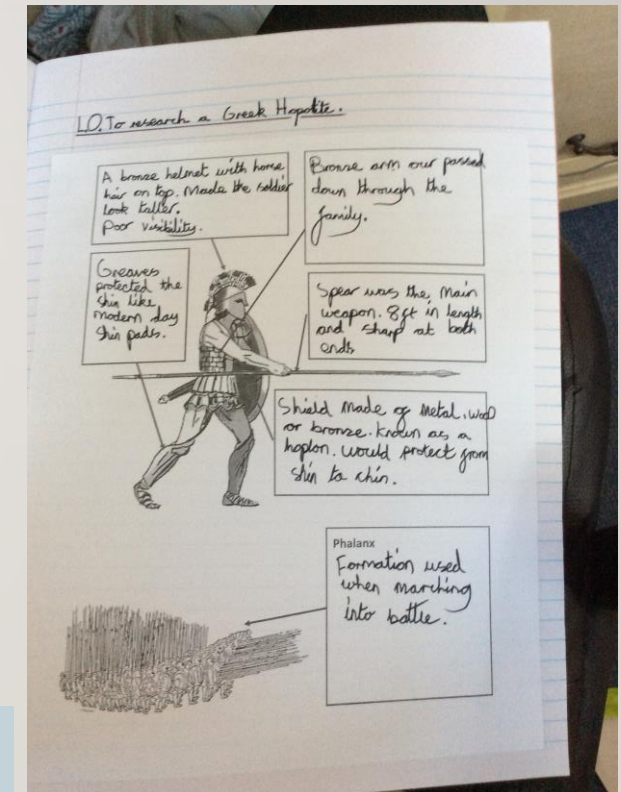 LO. To research a Greek Hopolite.
A bronze helmet with horse
hair on top. Made the soldier
look taller.
Poor visibility.
Bronze arm our passed
down through the
family.
Greaves
protected the
shin like
modern day
shin pads.
Spear was the main
weapon. 8ft in length
and sharp at both
ends
Shield made of metal, wood
or bronze. Known as a
hoplon. Would protect from
shin to chin.
Phalanx
Formation used
when marching
into battle.